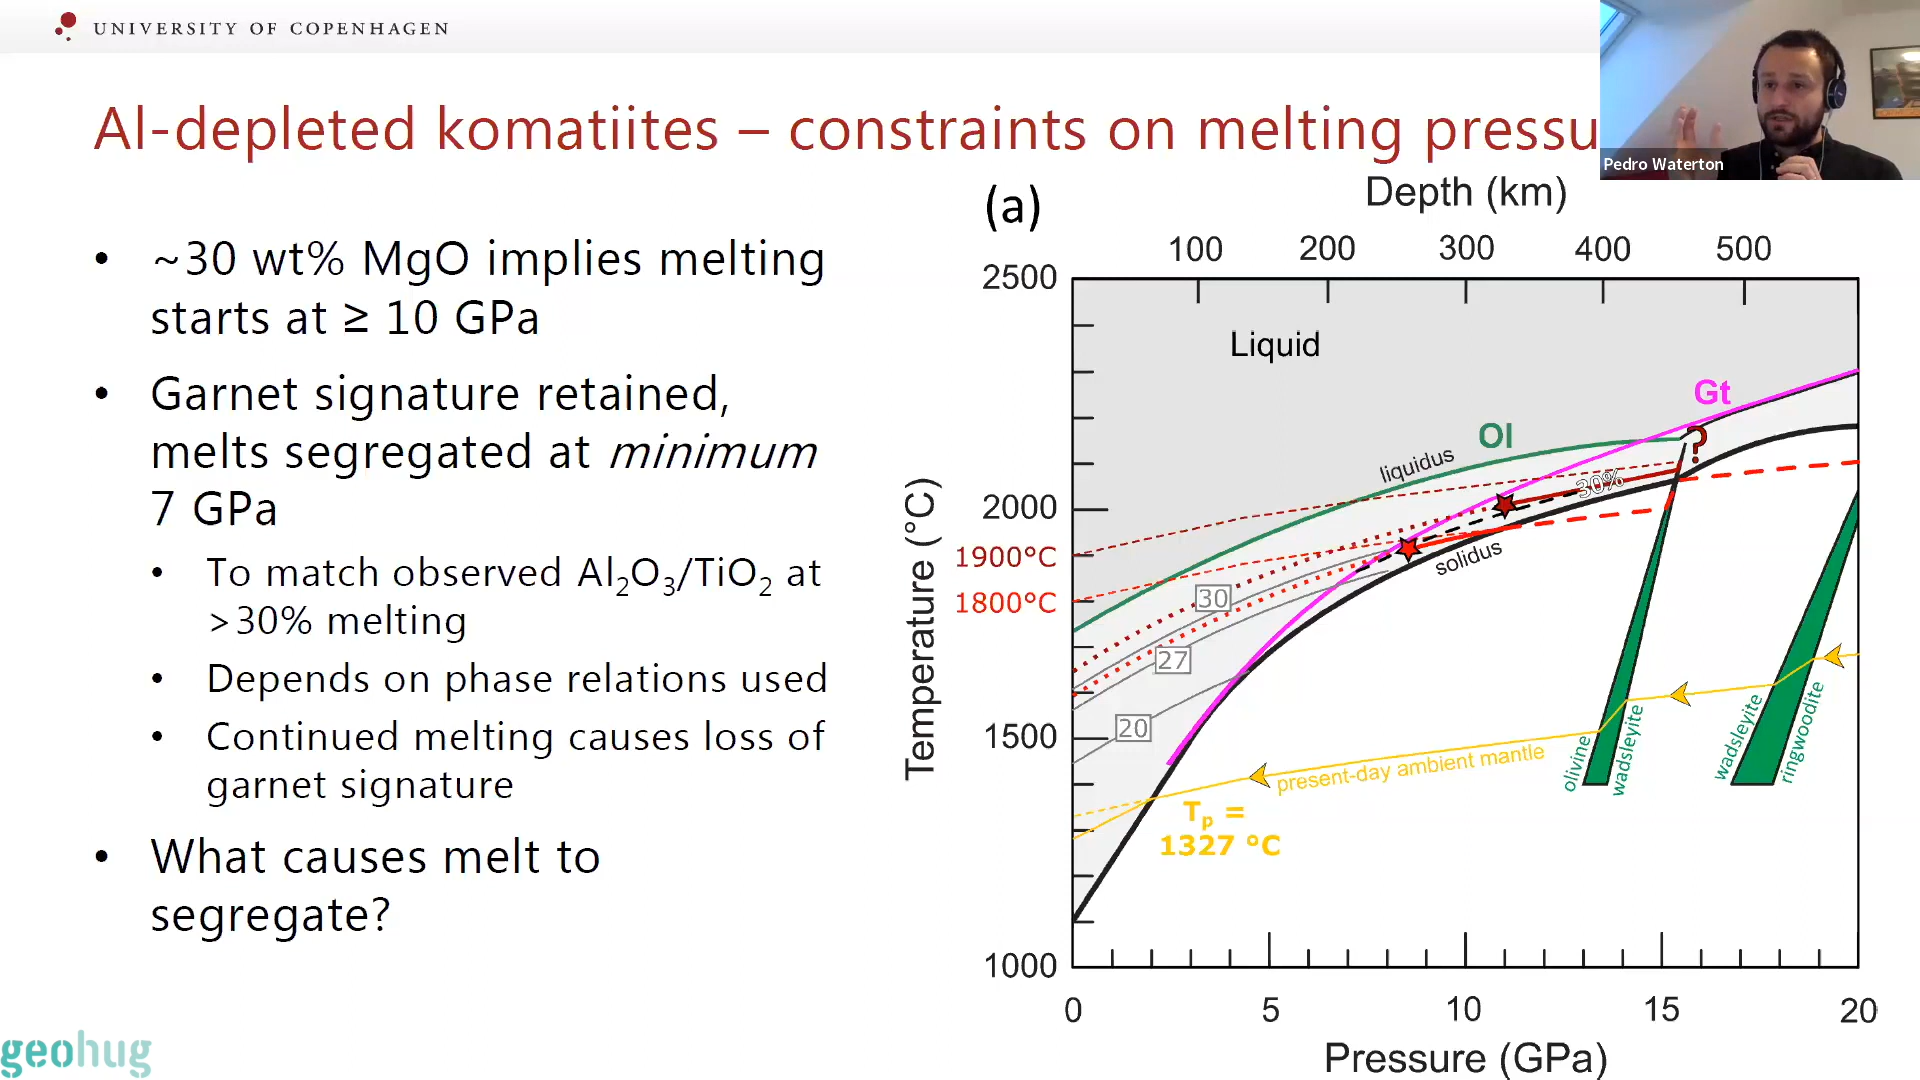 UNIVERSITY OF COPENHAGEN
Al-depleted komatiites – constraints on melting pressu
Pedro Waterton
• ~30 wt% MgO implies melting
starts at ≥ 10 GPa
• Garnet signature retained,
melts segregated at minimum
7 GPa
• To match observed Al₂O₃/TiO₂ at
>30% melting
• Depends on phase relations used
• Continued melting causes loss of
garnet signature
• What causes melt to
segregate?
geohug
(a)
Depth (km)
100 200 300 400 500
2500
2000
1500
1000
Temperature (°C)
1900°C
1800°C
Liquid
Ol
Gt
liquidus
?
30%
solidus
30
27
20
present-day ambient mantle
Tₚ =
1327 °C
olivine
wadsleyite
wadsleyite
ringwoodite
0 5 10 15 20
Pressure (GPa)